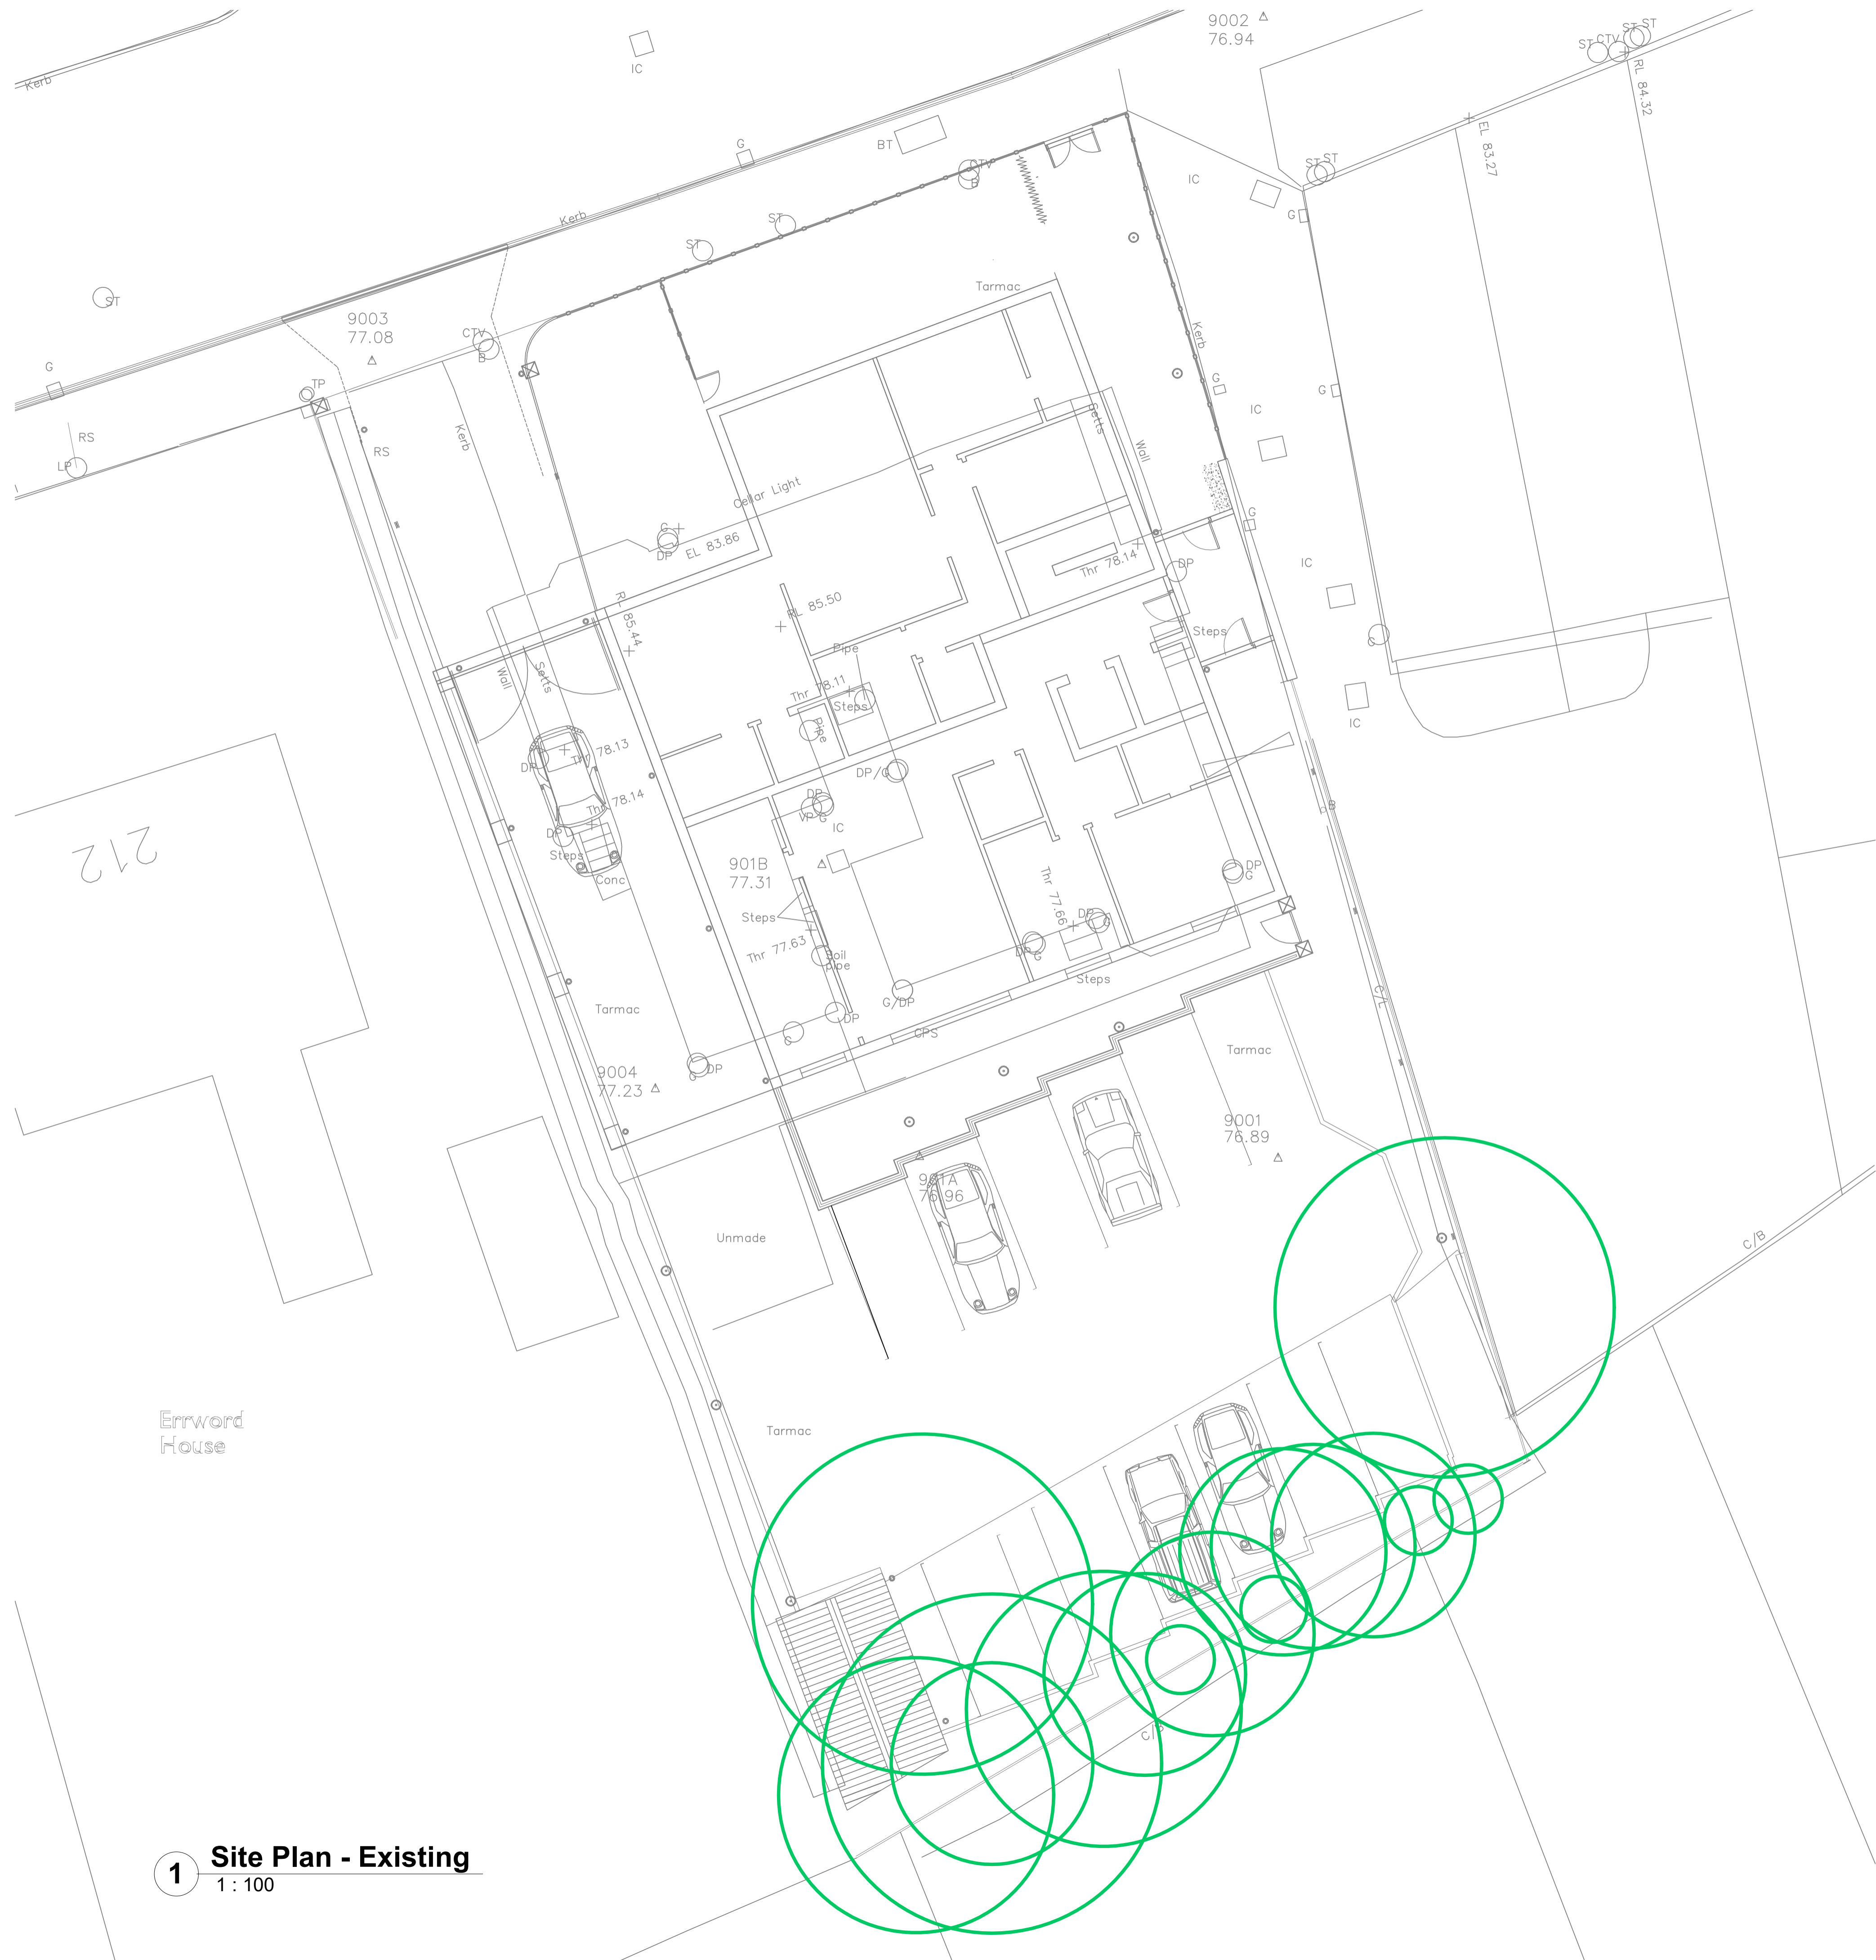 9002
76.94
ST
CTV
ST
ST
Kerb
IC
RL 84.32
G
BT
CTV
B
EL 83.27
IC
ST
ST
G
Kerb
ST
ST
ST
Tarmac
9003
77.08
CTV
B
Kerb
G
TP
G
G
IC
RS
RS
LP
Kerb
Setts
Wall
Cellar Light
G
DP
EL 83.86
G
Thr 78.14
DP
IC
RL 85.44
RL 85.50
Steps
G
Pipe
Wall
Setts
Thr 78.11
Steps
Pipe
IC
DP
Thr 78.13
DP/G
Thr 78.14
DP
VP
G
IC
B
212
DP
Steps
Conc
901B
77.31
DP
G
Thr 77.66
Steps
DP
G
Thr 77.63
Soil
pipe
DP
G
Steps
C/L
G/DP
Tarmac
DP
G
CPS
Tarmac
9004
77.23
G
DP
9001
76.89
901A
76.96
Unmade
C/B
Errword
House
Tarmac
Site Plan - Existing
1
1 : 100